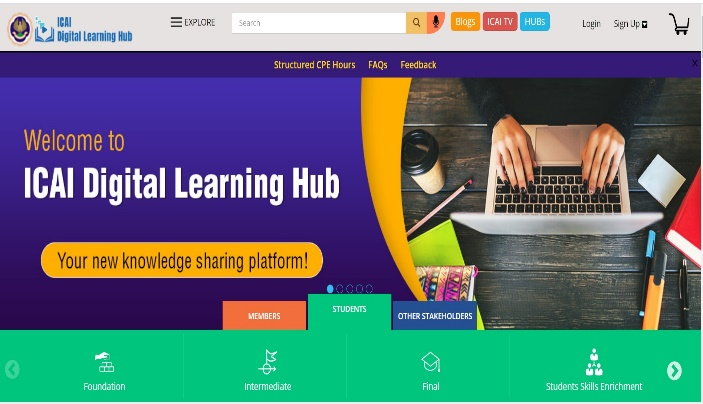 ICAI
Digital Learning Hub
EXPLORE
Search
Blogs
ICAI TV
HUBs
Login
Sign Up
Structured CPE Hours
FAQs
Feedback
X
Welcome to
ICAI Digital Learning Hub
Your new knowledge sharing platform!
MEMBERS
STUDENTS
OTHER STAKEHOLDERS
Foundation
Intermediate
Final
Students Skills Enrichment